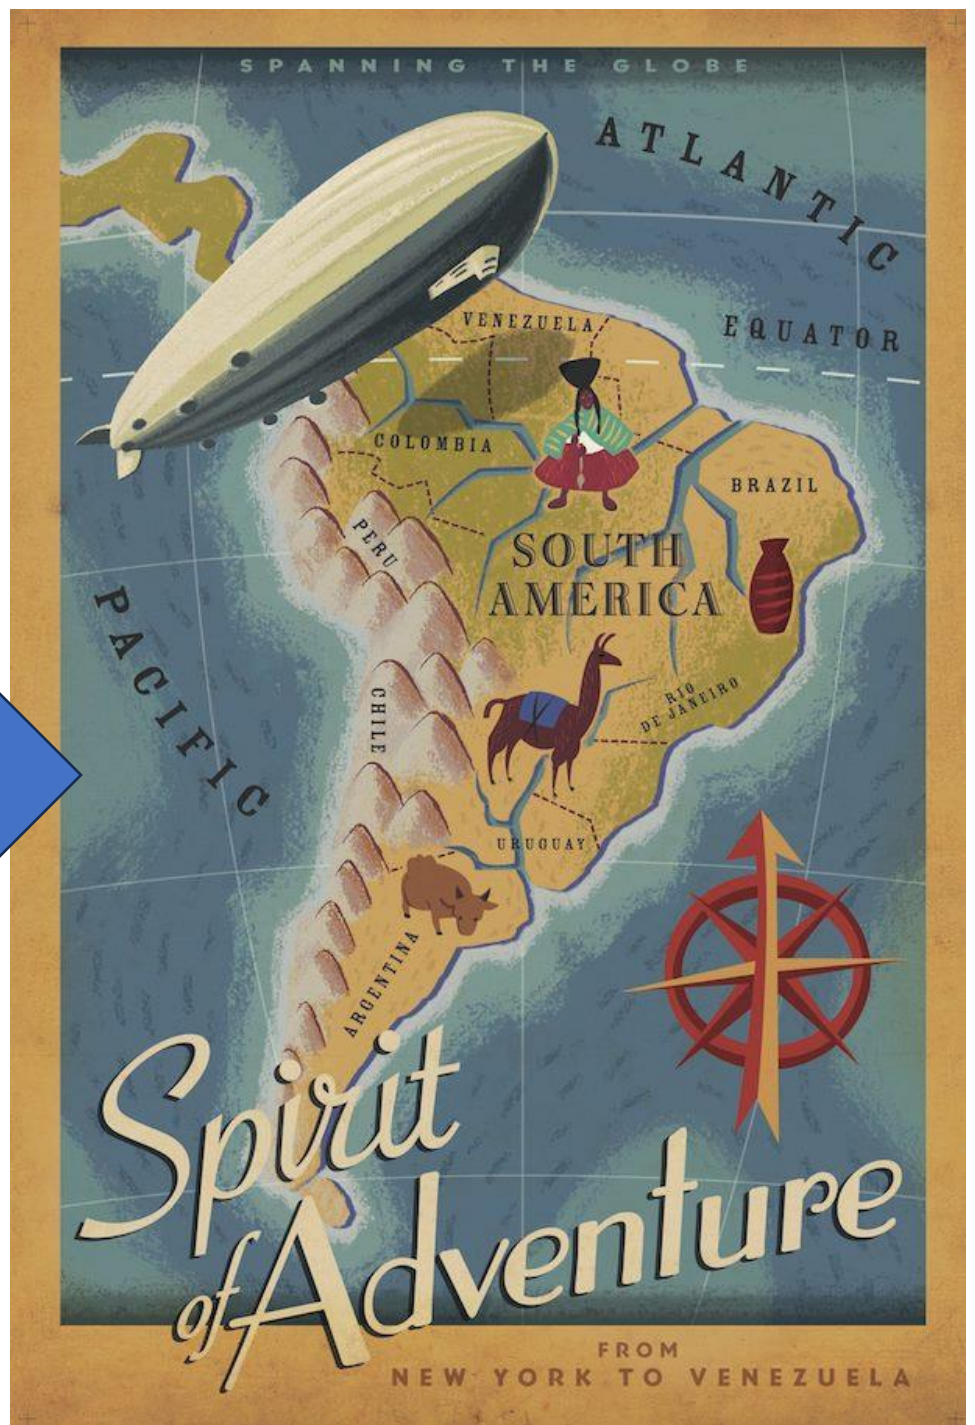 SPANNING THE GLOBE
ATLANTIC
EQUATOR
VENEZUELA
COLOMBIA
BRAZIL
PERU
SOUTH
AMERICA
PACIFIC
CHILE
RIO
DE JANEIRO
URUGUAY
ARGENTINA
Spirit
of Adventure
FROM
NEW YORK TO VENEZUELA